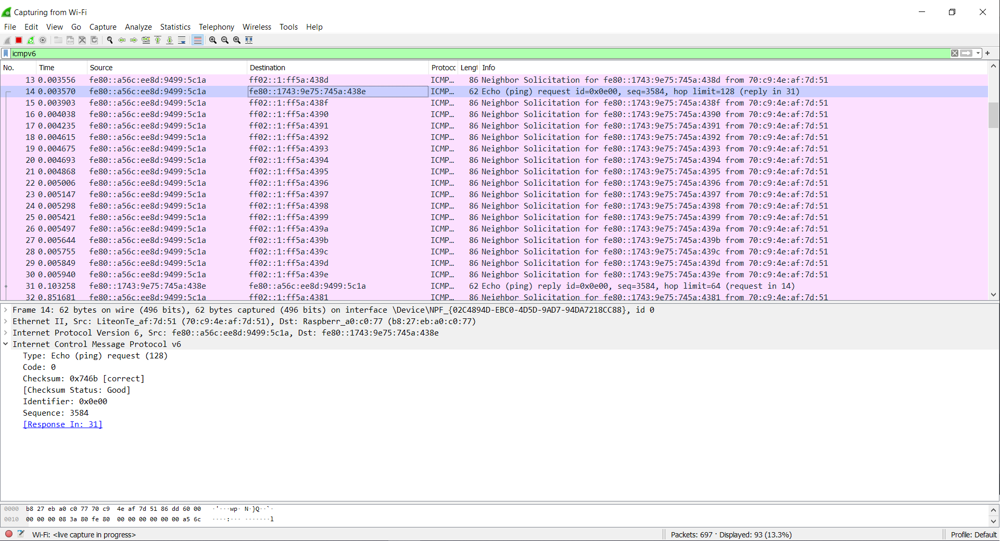 Capturing from Wi-Fi
File Edit View Go Capture Analyze Statistics Telephony Wireless Tools Help
icmpv6
No. Time Source Destination Protocc Lengt Info
13 0.003556 fe80::a56c:ee8d:9499:5c1a ff02::1:ff5a:438d ICMP… 86 Neighbor Solicitation for fe80::1743:9e75:745a:438d from 70:c9:4e:af:7d:51
14 0.003570 fe80::a56c:ee8d:9499:5c1a fe80::1743:9e75:745a:438e ICMP… 62 Echo (ping) request id=0x0e00, seq=3584, hop limit=128 (reply in 31)
15 0.003903 fe80::a56c:ee8d:9499:5c1a ff02::1:ff5a:438f ICMP… 86 Neighbor Solicitation for fe80::1743:9e75:745a:438f from 70:c9:4e:af:7d:51
16 0.004038 fe80::a56c:ee8d:9499:5c1a ff02::1:ff5a:4390 ICMP… 86 Neighbor Solicitation for fe80::1743:9e75:745a:4390 from 70:c9:4e:af:7d:51
17 0.004235 fe80::a56c:ee8d:9499:5c1a ff02::1:ff5a:4391 ICMP… 86 Neighbor Solicitation for fe80::1743:9e75:745a:4391 from 70:c9:4e:af:7d:51
18 0.004615 fe80::a56c:ee8d:9499:5c1a ff02::1:ff5a:4392 ICMP… 86 Neighbor Solicitation for fe80::1743:9e75:745a:4392 from 70:c9:4e:af:7d:51
19 0.004675 fe80::a56c:ee8d:9499:5c1a ff02::1:ff5a:4393 ICMP… 86 Neighbor Solicitation for fe80::1743:9e75:745a:4393 from 70:c9:4e:af:7d:51
20 0.004693 fe80::a56c:ee8d:9499:5c1a ff02::1:ff5a:4394 ICMP… 86 Neighbor Solicitation for fe80::1743:9e75:745a:4394 from 70:c9:4e:af:7d:51
21 0.004868 fe80::a56c:ee8d:9499:5c1a ff02::1:ff5a:4395 ICMP… 86 Neighbor Solicitation for fe80::1743:9e75:745a:4395 from 70:c9:4e:af:7d:51
22 0.005006 fe80::a56c:ee8d:9499:5c1a ff02::1:ff5a:4396 ICMP… 86 Neighbor Solicitation for fe80::1743:9e75:745a:4396 from 70:c9:4e:af:7d:51
23 0.005147 fe80::a56c:ee8d:9499:5c1a ff02::1:ff5a:4397 ICMP… 86 Neighbor Solicitation for fe80::1743:9e75:745a:4397 from 70:c9:4e:af:7d:51
24 0.005298 fe80::a56c:ee8d:9499:5c1a ff02::1:ff5a:4398 ICMP… 86 Neighbor Solicitation for fe80::1743:9e75:745a:4398 from 70:c9:4e:af:7d:51
25 0.005421 fe80::a56c:ee8d:9499:5c1a ff02::1:ff5a:4399 ICMP… 86 Neighbor Solicitation for fe80::1743:9e75:745a:4399 from 70:c9:4e:af:7d:51
26 0.005497 fe80::a56c:ee8d:9499:5c1a ff02::1:ff5a:439a ICMP… 86 Neighbor Solicitation for fe80::1743:9e75:745a:439a from 70:c9:4e:af:7d:51
27 0.005644 fe80::a56c:ee8d:9499:5c1a ff02::1:ff5a:439b ICMP… 86 Neighbor Solicitation for fe80::1743:9e75:745a:439b from 70:c9:4e:af:7d:51
28 0.005755 fe80::a56c:ee8d:9499:5c1a ff02::1:ff5a:439c ICMP… 86 Neighbor Solicitation for fe80::1743:9e75:745a:439c from 70:c9:4e:af:7d:51
29 0.005849 fe80::a56c:ee8d:9499:5c1a ff02::1:ff5a:439d ICMP… 86 Neighbor Solicitation for fe80::1743:9e75:745a:439d from 70:c9:4e:af:7d:51
30 0.005940 fe80::a56c:ee8d:9499:5c1a ff02::1:ff5a:439e ICMP… 86 Neighbor Solicitation for fe80::1743:9e75:745a:439e from 70:c9:4e:af:7d:51
31 0.103258 fe80::1743:9e75:745a:438e fe80::a56c:ee8d:9499:5c1a ICMP… 62 Echo (ping) reply id=0x0e00, seq=3584, hop limit=64 (request in 14)
32 0.851681 fe80::a56c:ee8d:9499:5c1a ff02::1:ff5a:4381 ICMP… 86 Neighbor Solicitation for fe80::1743:9e75:745a:4381 from 70:c9:4e:af:7d:51
Frame 14: 62 bytes on wire (496 bits), 62 bytes captured (496 bits) on interface \Device\NPF_{02C4894D-EBC0-4D5D-9AD7-94DA7218CC88}, id 0
Ethernet II, Src: LiteonTe_af:7d:51 (70:c9:4e:af:7d:51), Dst: Raspberr_a0:c0:77 (b8:27:eb:a0:c0:77)
Internet Protocol Version 6, Src: fe80::a56c:ee8d:9499:5c1a, Dst: fe80::1743:9e75:745a:438e
Internet Control Message Protocol v6
Type: Echo (ping) request (128)
Code: 0
Checksum: 0x746b [correct]
[Checksum Status: Good]
Identifier: 0x0e00
Sequence: 3584
[Response In: 31]
0000 b8 27 eb a0 c0 77 70 c9 4e af 7d 51 86 dd 60 00 ·'···wp· N·}Q··`·
0010 00 00 00 08 3a 80 fe 80 00 00 00 00 00 00 a5 6c ····:··· ·······l
Wi-Fi: <live capture in progress> Packets: 697 · Displayed: 93 (13.3%) Profile: Default